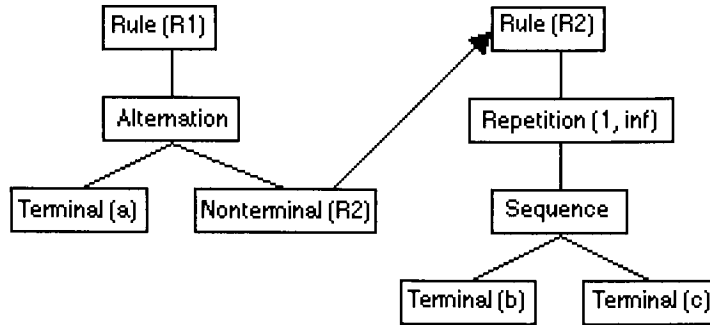 Rule (R1)
Rule (R2)
Alternation
Repetition (1, inf)
Terminal (a)
Nonterminal (R2)
Sequence
Terminal (b)
Terminal (c)